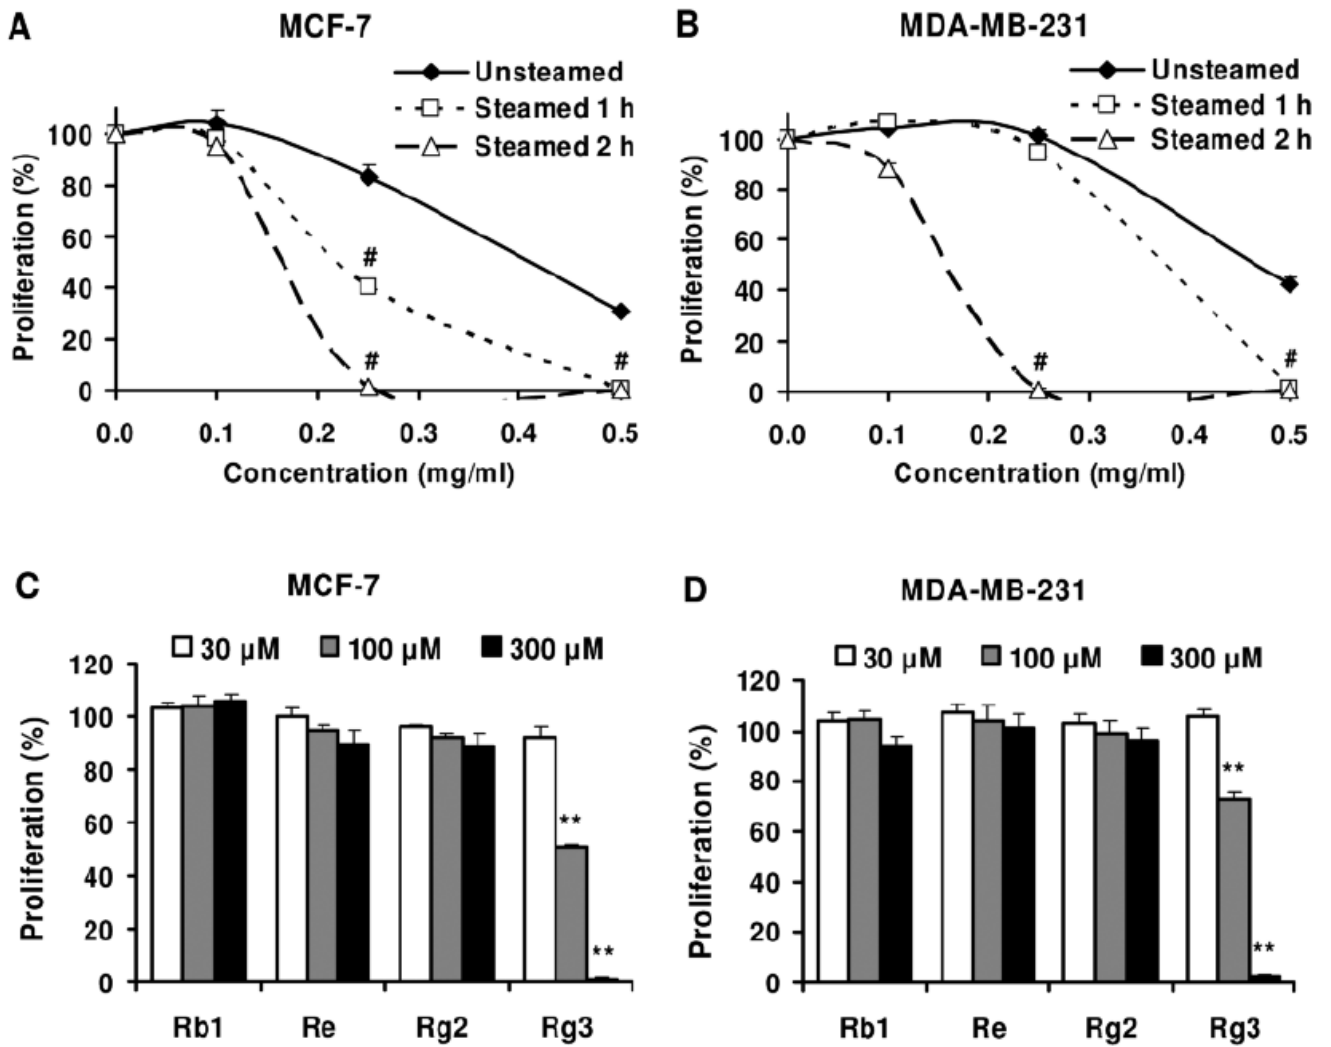 A
MCF-7
Unsteamed
Steamed 1 h
Steamed 2 h
Proliferation (%)
100
80
60
40
20
0
#
#
#
0.0 0.1 0.2 0.3 0.4 0.5
Concentration (mg/ml)
B
MDA-MB-231
Unsteamed
Steamed 1 h
Steamed 2 h
Proliferation (%)
100
80
60
40
20
0
#
#
0.0 0.1 0.2 0.3 0.4 0.5
Concentration (mg/ml)
C
MCF-7
30 µM 100 µM 300 µM
Proliferation (%)
120
100
80
60
40
20
0
**
**
Rb1 Re Rg2 Rg3
D
MDA-MB-231
30 µM 100 µM 300 µM
Proliferation (%)
120
100
80
60
40
20
0
**
**
Rb1 Re Rg2 Rg3